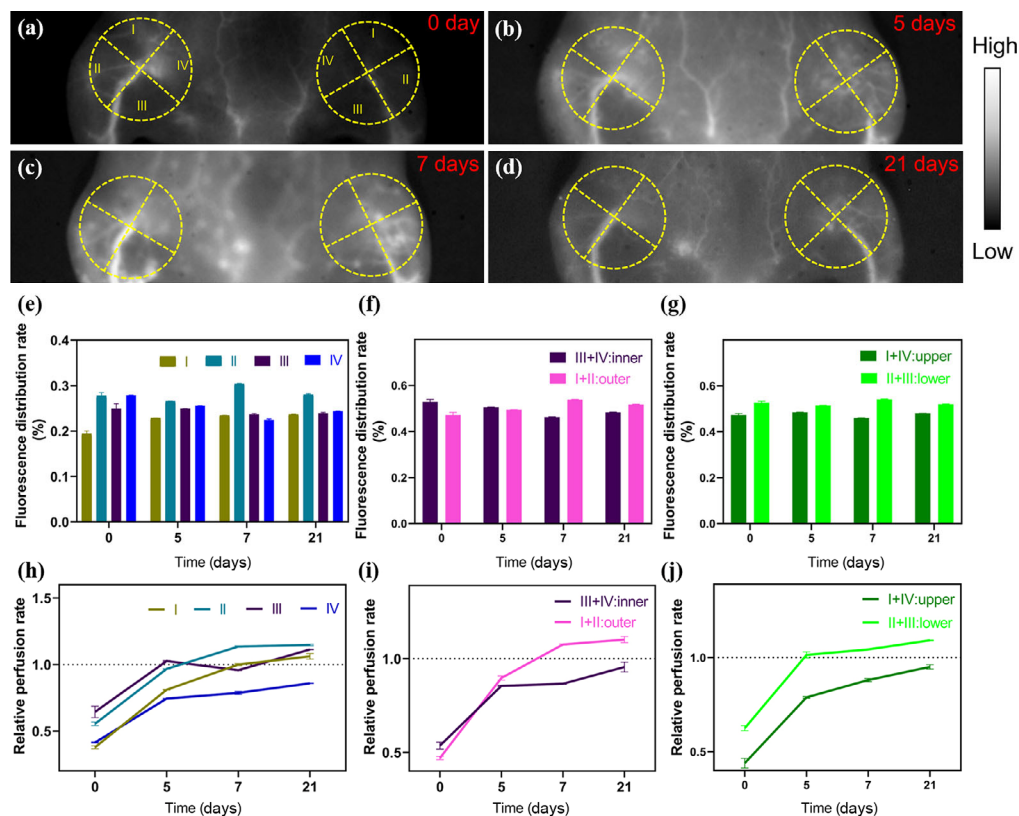 (a)
0 day
I
II
III
IV
I
II
III
IV
(b)
5 days
High
Low
(c)
7 days
(d)
21 days
(e)
Fluorescence distribution rate
(%)
0.4
0.3
0.2
0.1
0.0
I II III IV
0 5 7 21
Time (days)
(f)
Fluorescence distribution rate
(%)
0.6
0.4
0.2
0.0
III+IV:inner
I+II:outer
0 5 7 21
Time (days)
(g)
Fluorescence distribution rate
(%)
0.6
0.4
0.2
0.0
I+IV:upper
II+III:lower
0 5 7 21
Time (days)
(h)
Relative perfusion rate
1.5
1.0
0.5
I II III IV
0 5 7 21
Time (days)
(i)
Relative perfusion rate
1.0
0.5
III+IV:inner
I+II:outer
0 5 7 21
Time (days)
(j)
Relative perfusion rate
1.0
0.5
I+IV:upper
II+III:lower
0 5 7 21
Time (days)